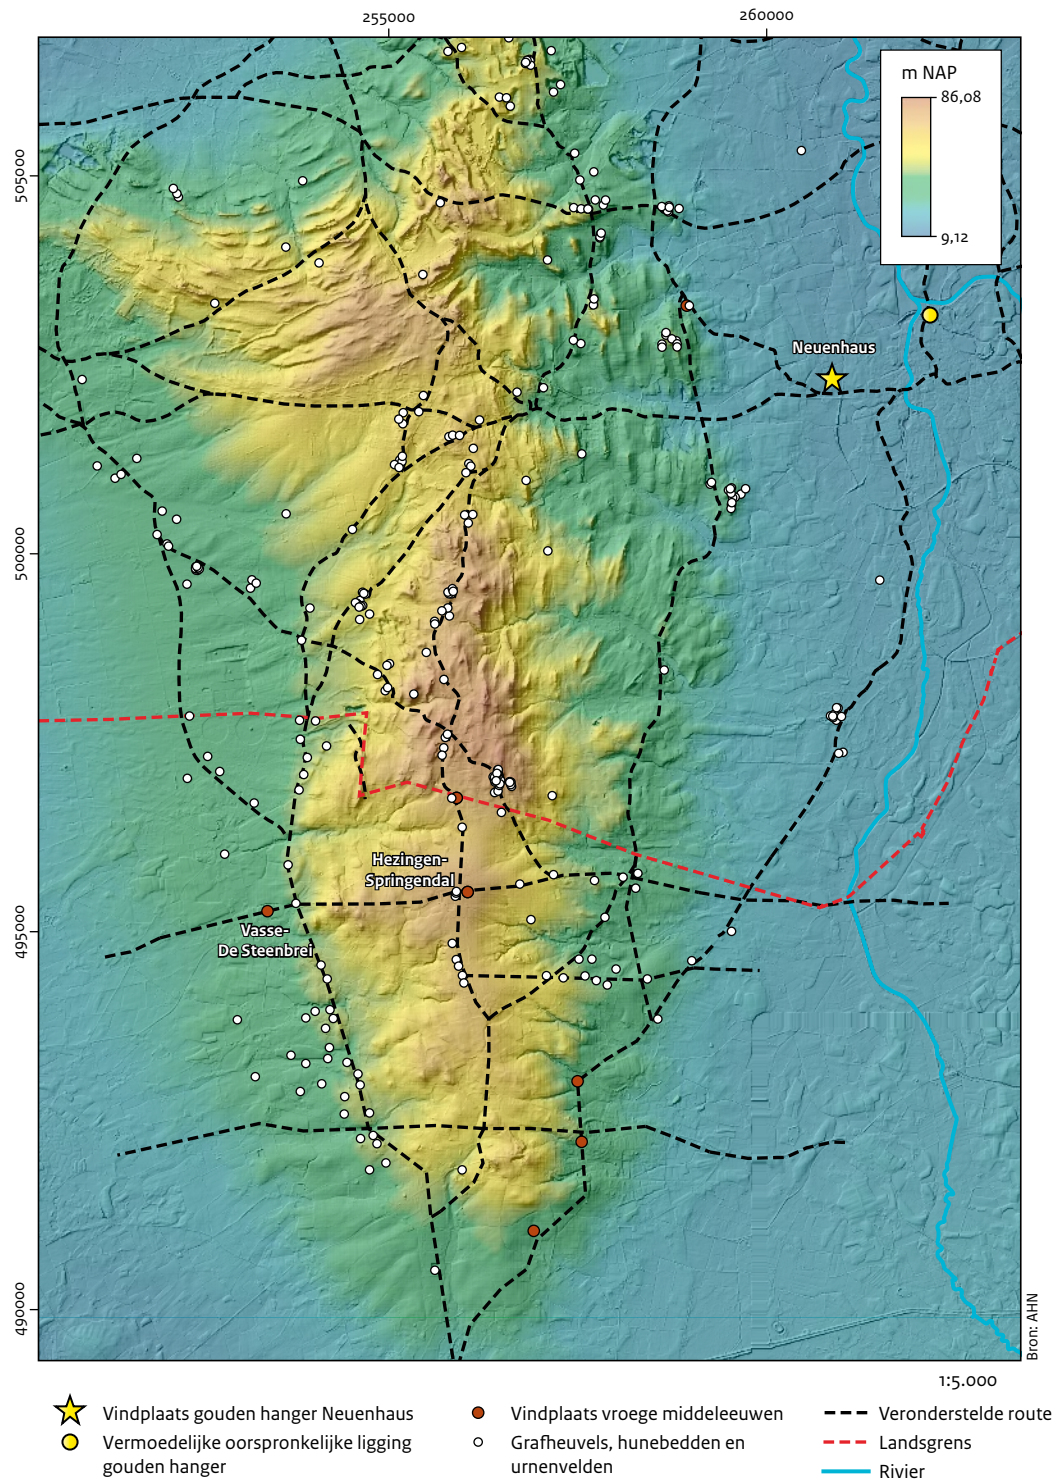 255000
260000
m NAP
86,08
9,12
505000
500000
495000
490000
Neuenhaus
Hezingen-
Springendal
Vasse-
De Steenbrei
Bron: AHN
1:5.000
Vindplaats gouden hanger Neuenhaus
Vermoedelijke oorspronkelijke ligging
gouden hanger
Vindplaats vroege middeleeuwen
Grafheuvels, hunebedden en
urnenvelden
Veronderstelde route
Landsgrens
Rivier